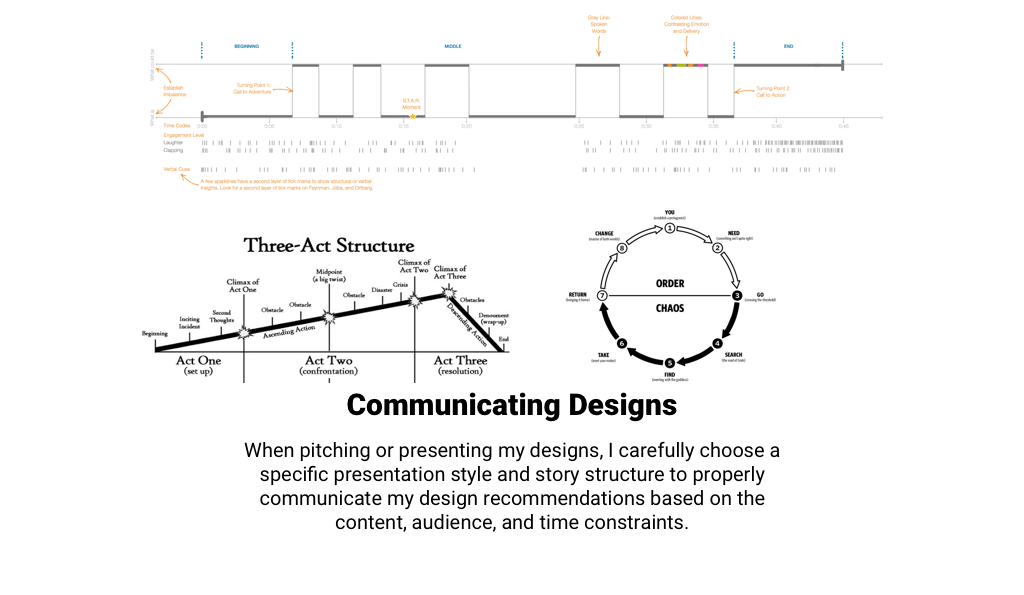 Gray Line:
Spoken
Words
Colored Lines:
Contrasting Emotion
and Delivery
BEGINNING
MIDDLE
END
What could be
What is
Establish
Imbalance
Turning Point 1:
Call to Adventure
S.T.A.R.
Moment
Turning Point 2:
Call to Action
Time Codes
0:00
0:05
0:10
0:15
0:20
0:25
0:30
0:35
0:40
0:45
Engagement Level
Laughter
Clapping
Verbal Cues
A few sparklines have a second layer of tick marks to show structural or verbal
insights. Look for a second layer of tick marks on Feynman, Jobs, and Ortberg.
Three-Act Structure
Climax of
Act One
Midpoint
(a big twist)
Climax of
Act Two
Climax of
Act Three
Beginning
Inciting
Incident
Second
Thoughts
Obstacle
Obstacle
Ascending Action
Obstacle
Disaster
Crisis
Descending Action
Obstacles
Denouement
(wrap-up)
End
Act One
(set up)
Act Two
(confrontation)
Act Three
(resolution)
YOU
(establish a protagonist)
1
NEED
(something ain't quite right)
2
GO
(crossing the threshold)
3
SEARCH
(the road of trials)
4
FIND
(meeting with the goddess)
5
TAKE
(meet your maker)
6
RETURN
(bringing it home)
7
CHANGE
(master of both worlds)
8
ORDER
CHAOS
Communicating Designs
When pitching or presenting my designs, I carefully choose a
specific presentation style and story structure to properly
communicate my design recommendations based on the
content, audience, and time constraints.